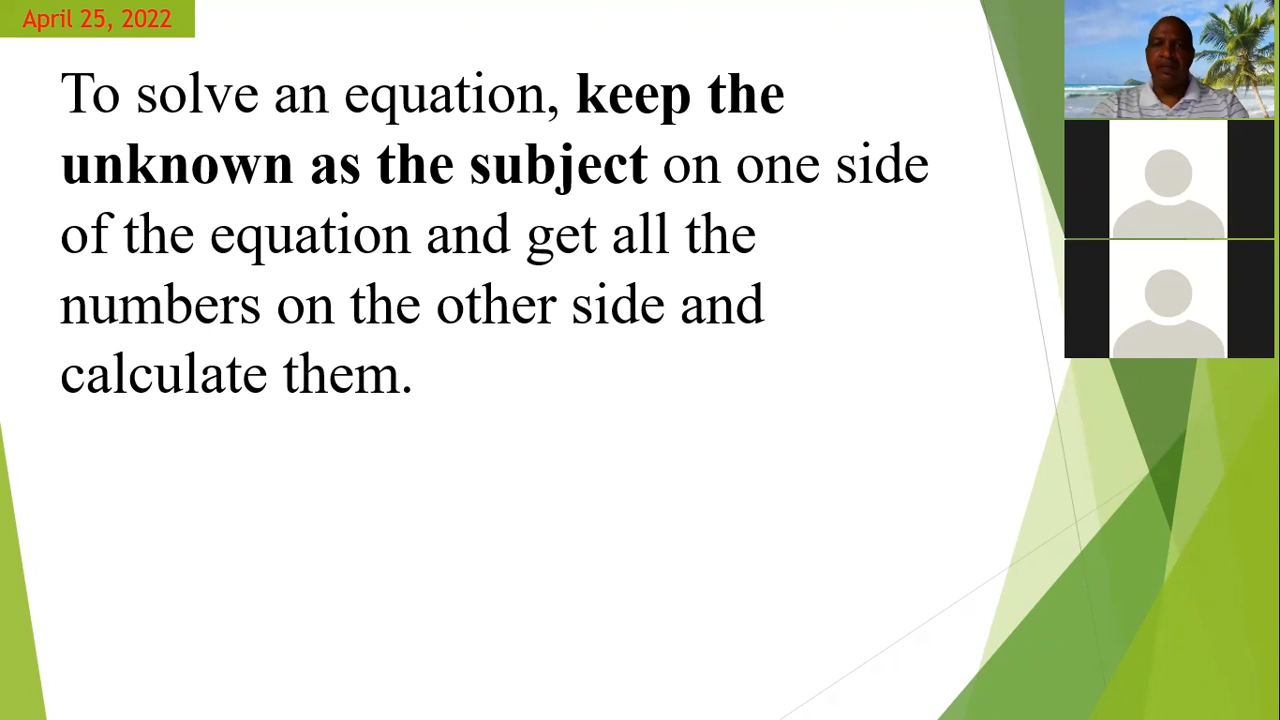 April 25, 2022
To solve an equation, keep the
unknown as the subject on one side
of the equation and get all the
numbers on the other side and
calculate them.